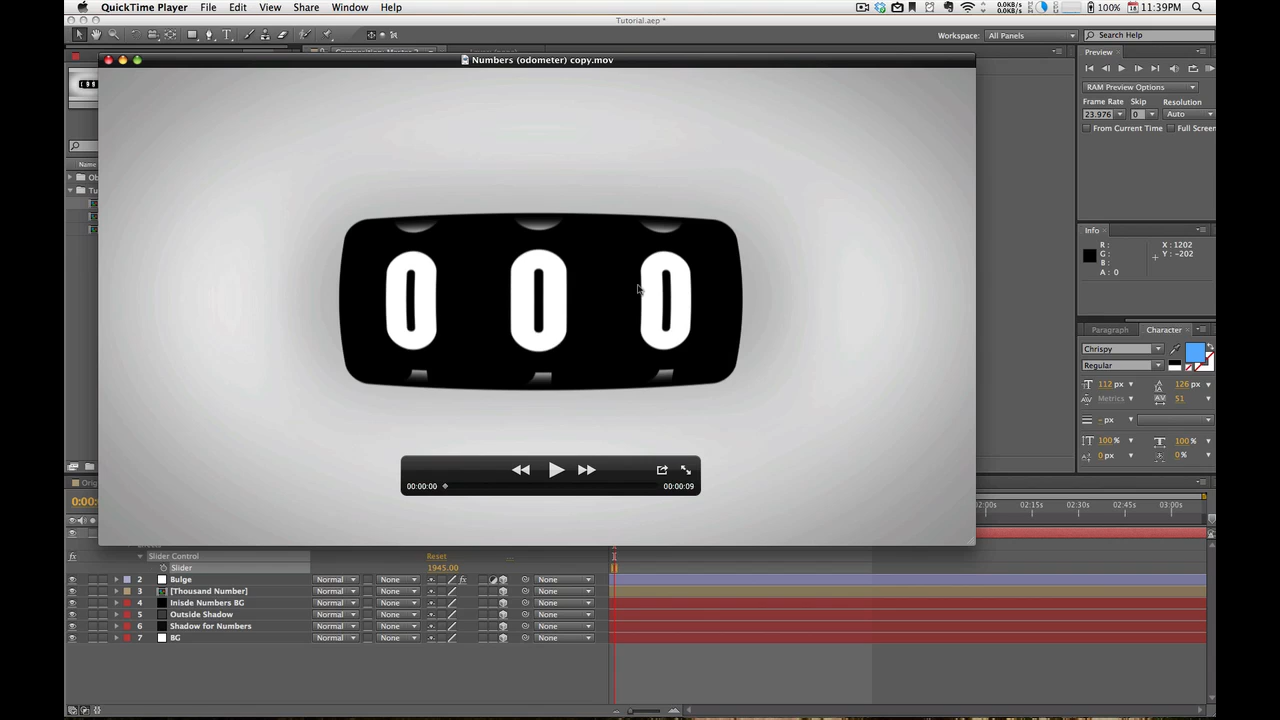 QuickTime Player File Edit View Share Window Help 0.0KB/s 0.0KB/s 100% 11:39PM
Tutorial.aep *
Workspace: All Panels Search Help
Numbers (odometer) copy.mov
Preview
RAM Preview Options
Frame Rate Skip Resolution
23.976 0 Auto
From Current Time Full Screen
Name
Info
R : X : 1202
G : Y : -202
B :
A : 0
0 0 0
Paragraph Character
Chrispy
Regular
112 px 126 px
Metrics 51
- px
100 % 100 %
0 px 0 %
00:00:00 00:00:09
02:15s 02:30s 02:45s 03:00s
Slider Control Reset
Slider 1945.00
2 Bulge Normal None None
3 [Thousand Number] Normal None None
4 InIsde Numbers BG Normal None None
5 Outside Shadow Normal None None
6 Shadow for Numbers Normal None None
7 BG Normal None None